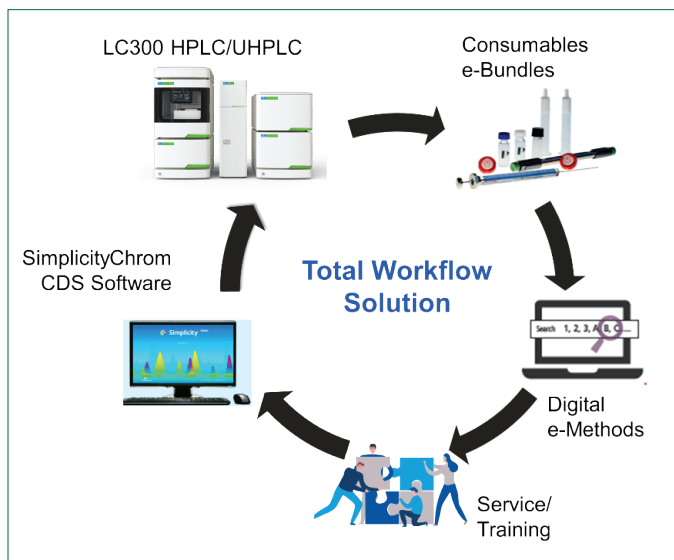 LC300 HPLC/UHPLC
Consumables
e-Bundles
SimplicityChrom
CDS Software
Total Workflow
Solution
Simplicity
Search 1, 2, 3, A, B, C
Digital
e-Methods
Service/
Training